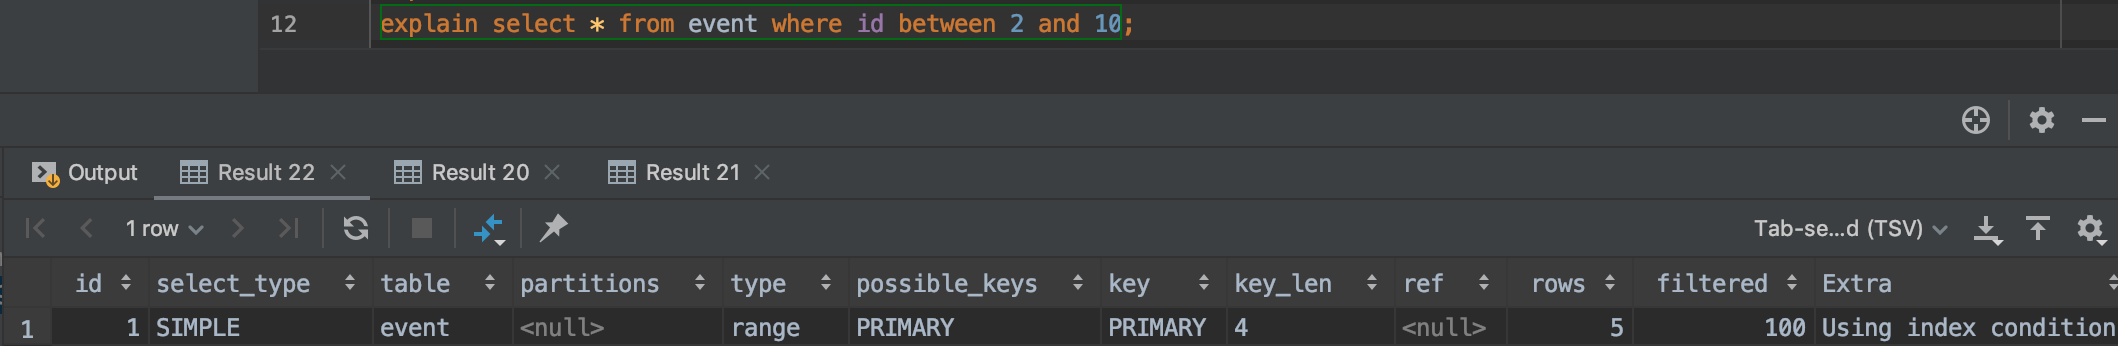 12 explain select * from event where id between 2 and 10;
Output Result 22 Result 20 Result 21
1 row Tab-se...d (TSV)
id select_type table partitions type possible_keys key key_len ref rows filtered Extra
1 1 SIMPLE event <null> range PRIMARY PRIMARY 4 <null> 5 100 Using index condition